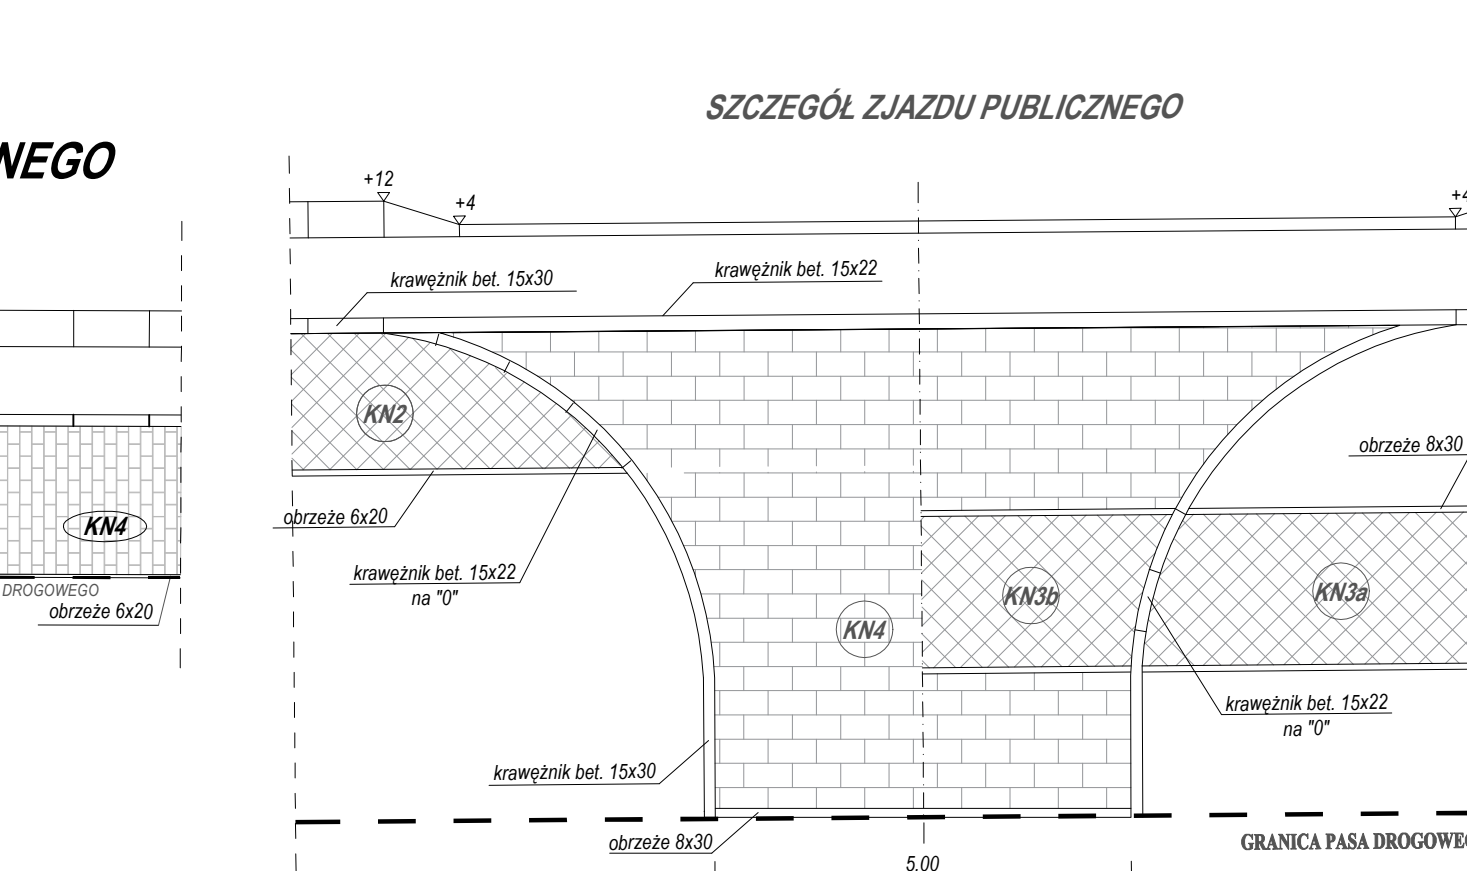 SZCZEGÓŁ ZJAZDU PUBLICZNEGO
NEGO
+12
+4
+4
krawężnik bet. 15x30
krawężnik bet. 15x22
KN2
obrzeże 8x30
obrzeże 6x20
KN4
krawężnik bet. 15x22
na "0"
DROGOWEGO
obrzeże 6x20
KN3b
KN3a
KN4
krawężnik bet. 15x22
na "0"
krawężnik bet. 15x30
obrzeże 8x30
GRANICA PASA DROGOWEG
5.00